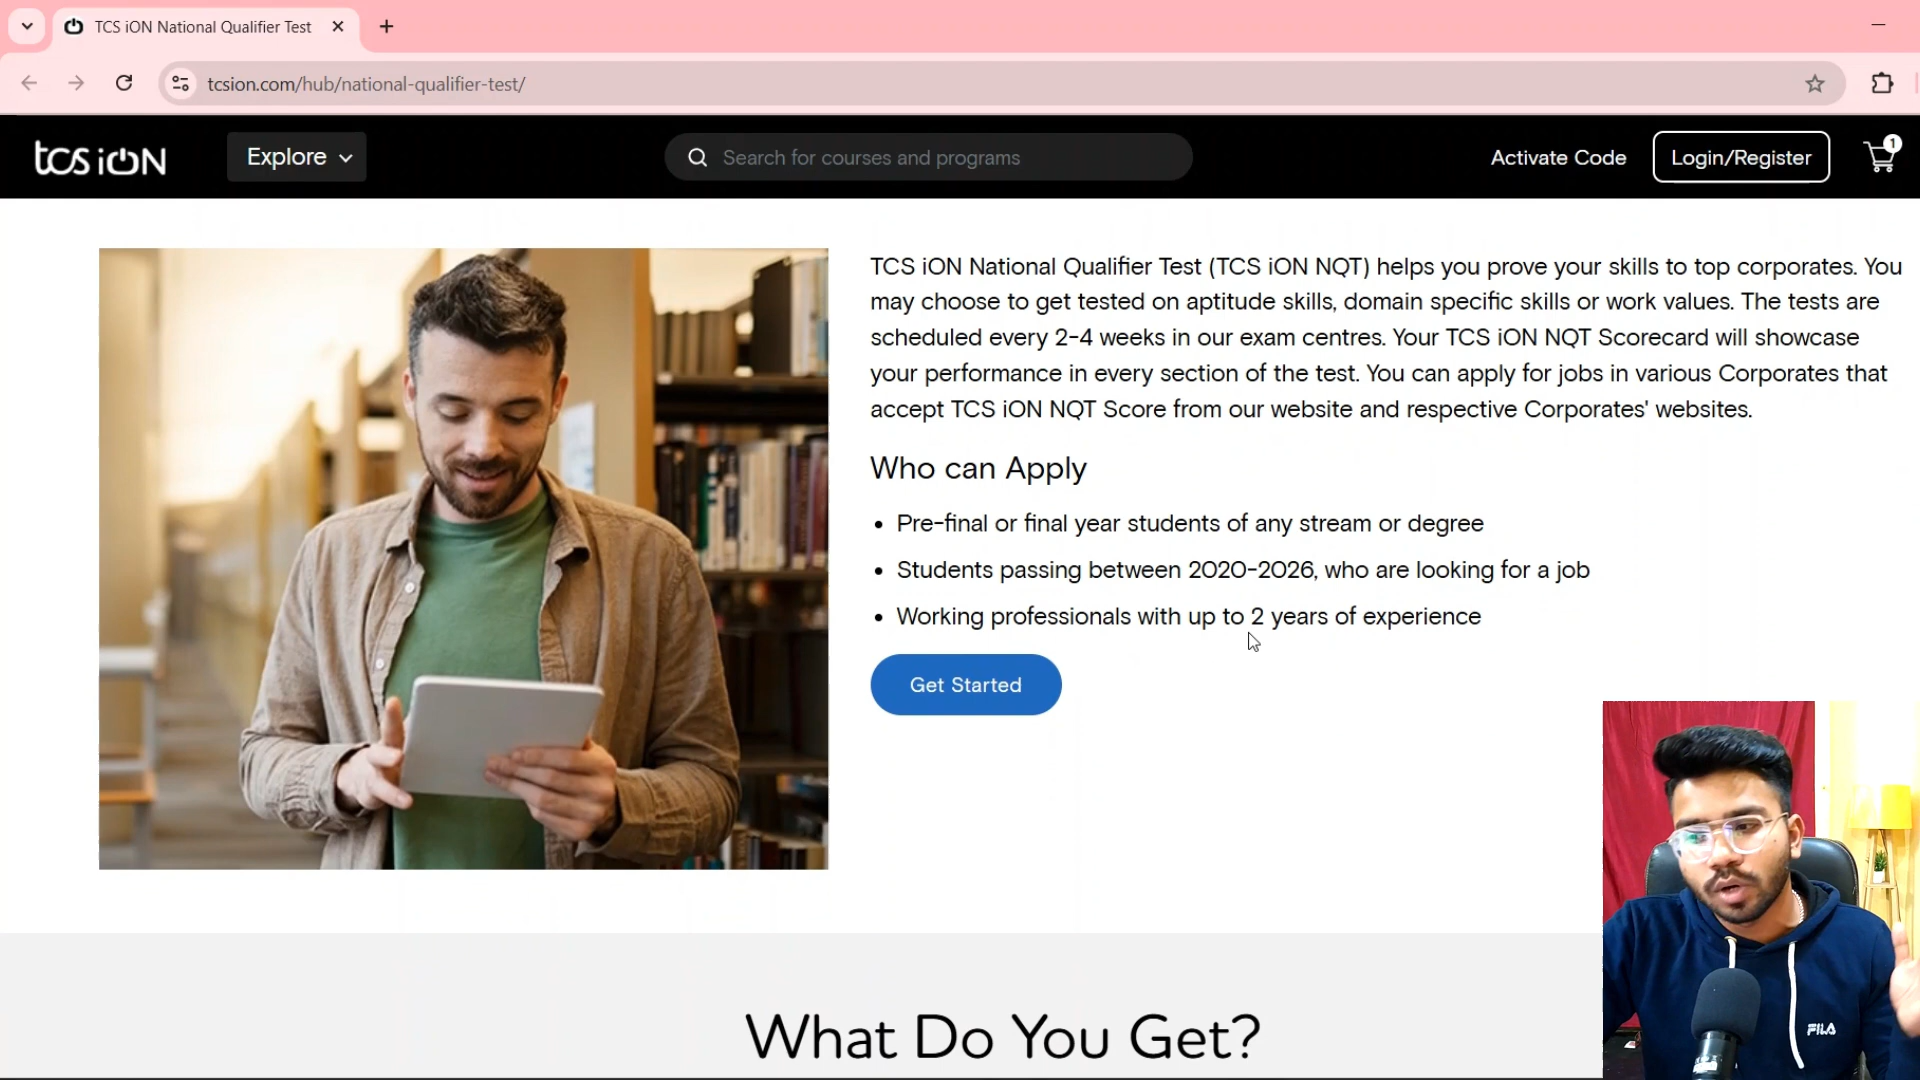 TCS iON National Qualifier Test
tcsion.com/hub/national-qualifier-test/
tcs iON
Explore
Search for courses and programs
Activate Code
Login/Register
1
TCS iON National Qualifier Test (TCS iON NQT) helps you prove your skills to top corporates. You
may choose to get tested on aptitude skills, domain specific skills or work values. The tests are
scheduled every 2-4 weeks in our exam centres. Your TCS iON NQT Scorecard will showcase
your performance in every section of the test. You can apply for jobs in various Corporates that
accept TCS iON NQT Score from our website and respective Corporates' websites.
Who can Apply
• Pre-final or final year students of any stream or degree
• Students passing between 2020-2026, who are looking for a job
• Working professionals with up to 2 years of experience
Get Started
What Do You Get?
FILA